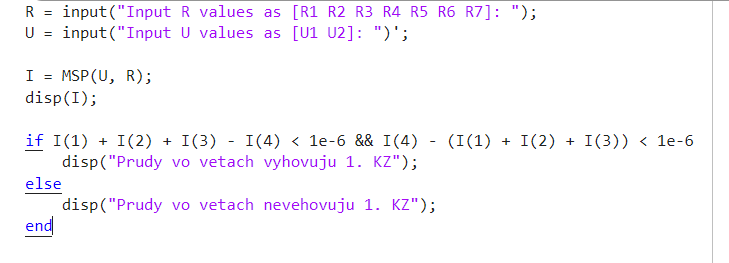 R = input("Input R values as [R1 R2 R3 R4 R5 R6 R7]: ");
U = input("Input U values as [U1 U2]: ")';
I = MSP(U, R);
disp(I);
if I(1) + I(2) + I(3) - I(4) < 1e-6 && I(4) - (I(1) + I(2) + I(3)) < 1e-6
disp("Prudy vo vetach vyhovuju 1. KZ");
else
disp("Prudy vo vetach nevehovuju 1. KZ");
end